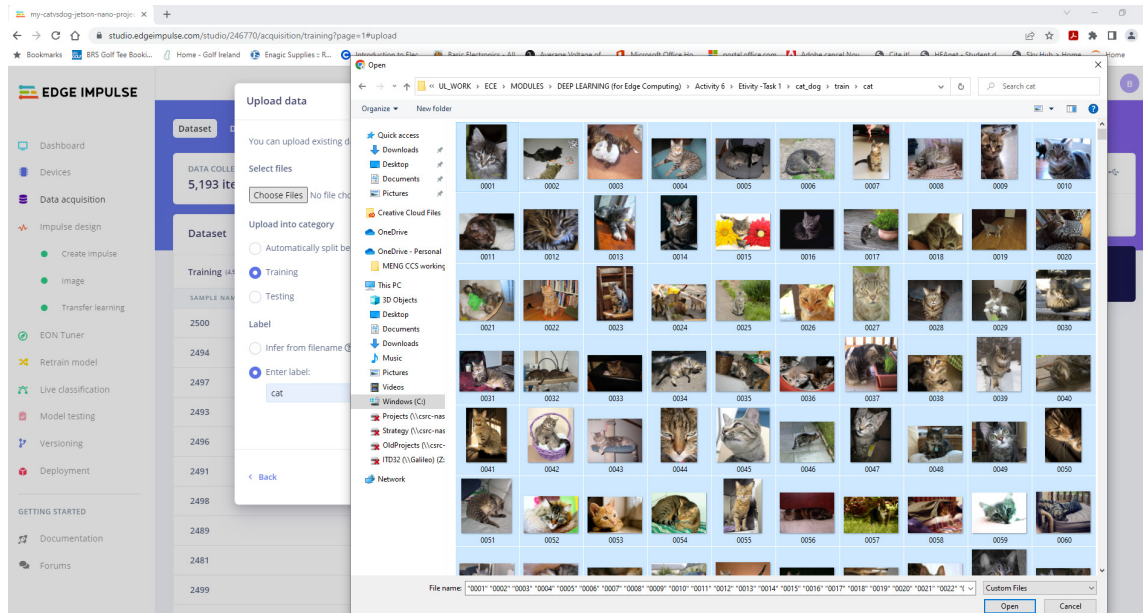 my-catvsdog-jetson-nano-proje
studio.edgeimpulse.com/studio/246770/acquisition/training?page=1#upload
Bookmarks
BRS Golf Tee Booki...
Home - Golf Ireland
Enagic Supplies :: R...
Introduction to Elec
Basic Electronics - All
Average Voltage of
Microsoft Office Ho
portal.office.com
Adobe cancel Nov
Cite it!
HEAnet - Student d
Sky Hub > Home
Home
EDGE IMPULSE
Dashboard
Devices
Data acquisition
Impulse design
Create impulse
Image
Transfer learning
EON Tuner
Retrain model
Live classification
Model testing
Versioning
Deployment
GETTING STARTED
Documentation
Forums
Dataset
DATA COLLE
5,193 ite
Dataset
Training
SAMPLE NAM
2500
2494
2497
2493
2496
2491
2498
2489
2481
2499
Upload data
You can upload existing d
Select files
Choose Files No file cho
Upload into category
Automatically split be
Training
Testing
Label
Infer from filename
Enter label:
cat
< Back
B
Open
« UL_WORK > ECE > MODULES > DEEP LEARNING (for Edge Computing) > Activity 6 > Etivity -Task 1 > cat_dog > train > cat
Search cat
Organize
New folder
Quick access
Downloads
Desktop
Documents
Pictures
Creative Cloud Files
OneDrive
OneDrive - Personal
MENG CCS working
This PC
3D Objects
Desktop
Documents
Downloads
Music
Pictures
Videos
Windows (C:)
Projects (\\csrc-nas
Strategy (\\csrc-nas
OldProjects (\\csrc-
ITD32 (\\Galileo) (Z:
Network
0001 0002 0003 0004 0005 0006 0007 0008 0009 0010
0011 0012 0013 0014 0015 0016 0017 0018 0019 0020
0021 0022 0023 0024 0025 0026 0027 0028 0029 0030
0031 0032 0033 0034 0035 0036 0037 0038 0039 0040
0041 0042 0043 0044 0045 0046 0047 0048 0049 0050
0051 0052 0053 0054 0055 0056 0057 0058 0059 0060
File name: "0001" "0002" "0003" "0004" "0005" "0006" "0007" "0008" "0009" "0010" "0011" "0012" "0013" "0014" "0015" "0016" "0017" "0018" "0019" "0020" "0021" "0022" "(
Custom Files
Open
Cancel